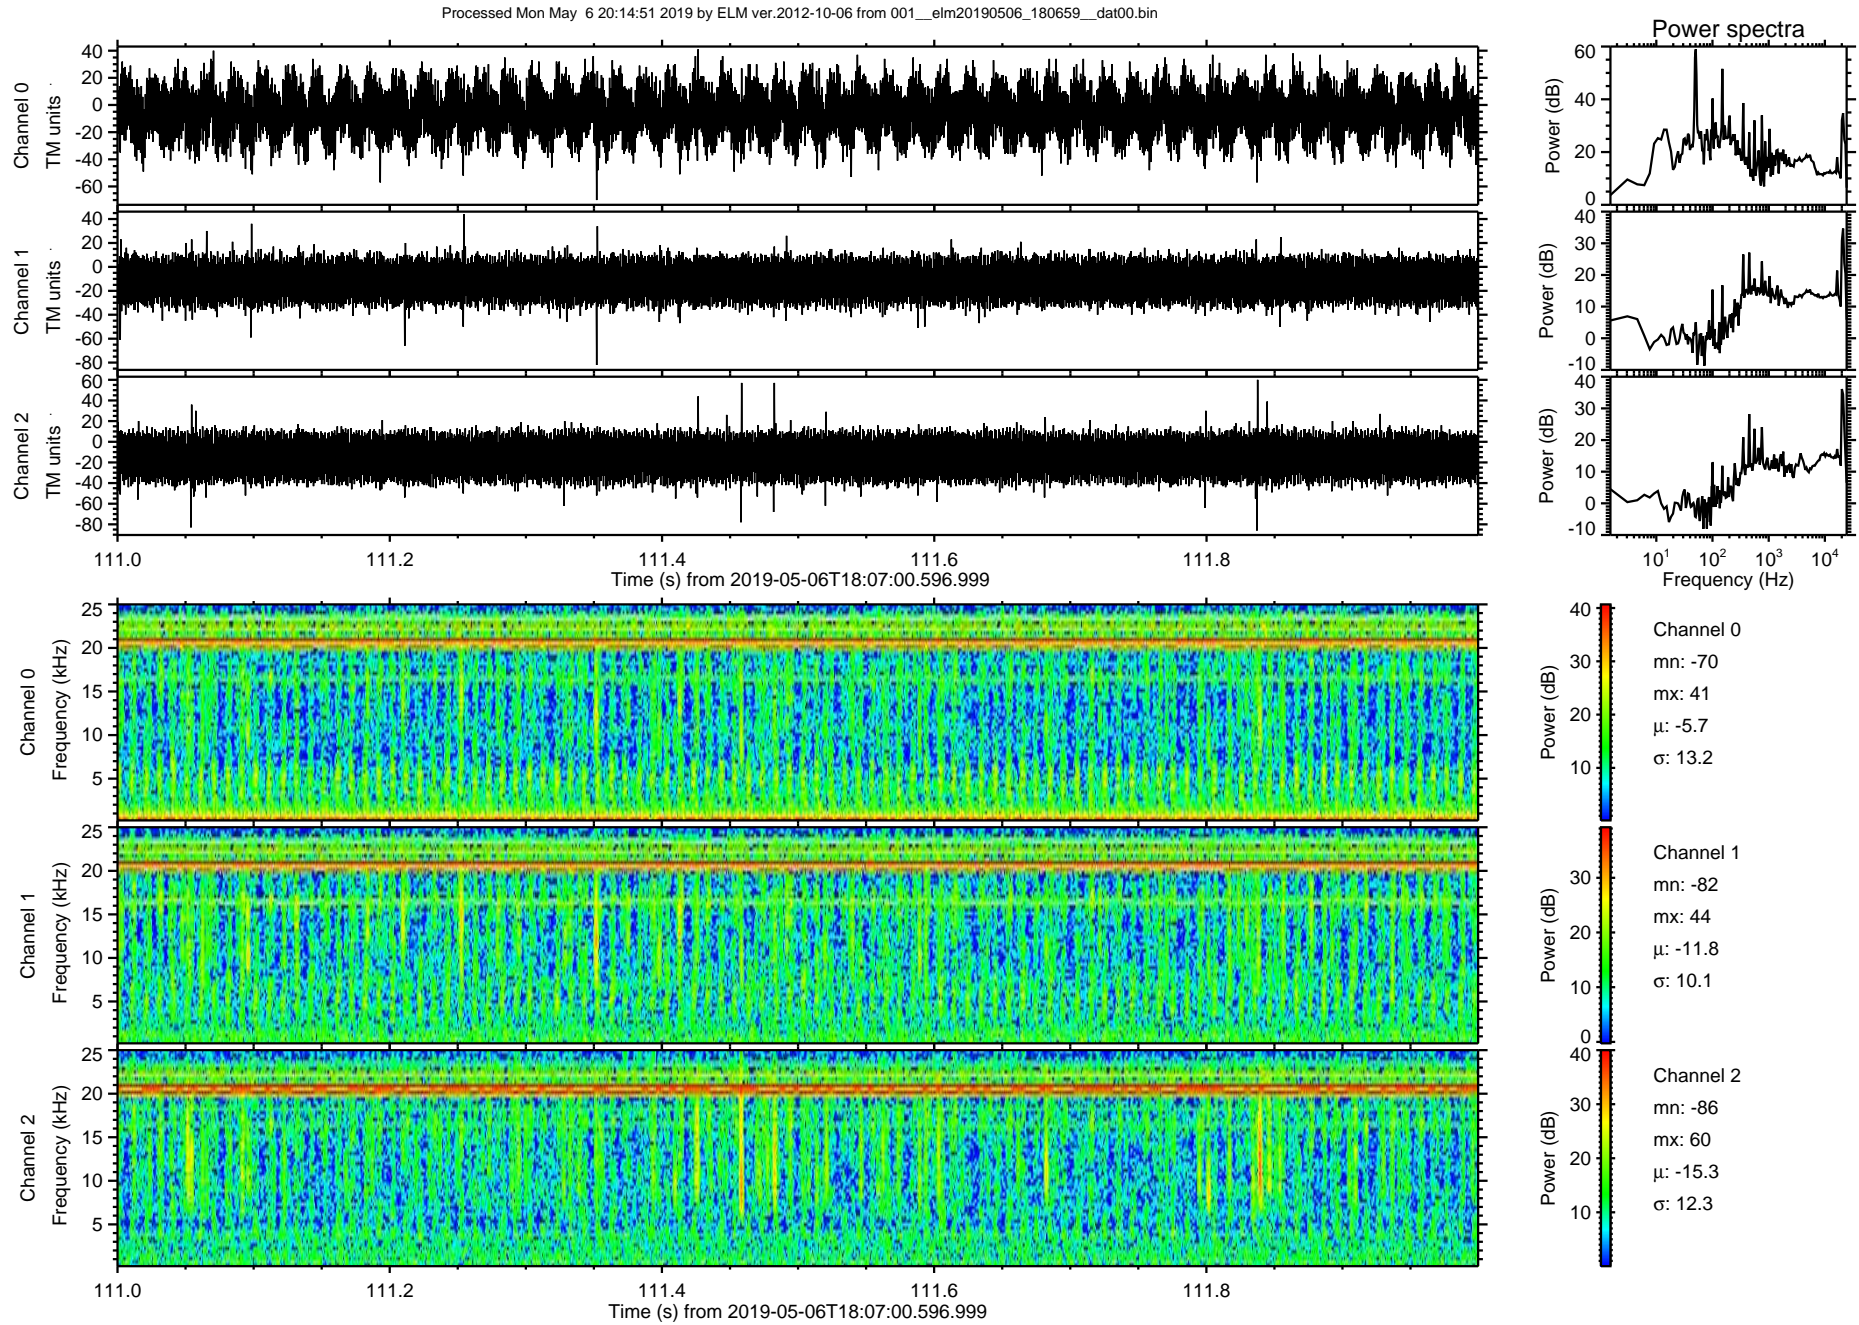 Processed Mon May  6 20:14:51 2019 by ELM ver.2012-10-06 from 001__elm20190506_180659__dat00.bin
Power spectra
Channel 0
TM units
40
20
0
-20
-40
-60
Power (dB)
60
40
20
0
Channel 1
TM units
40
20
0
-20
-40
-60
-80
Power (dB)
40
30
20
10
0
-10
Channel 2
TM units
60
40
20
0
-20
-40
-60
-80
Power (dB)
40
30
20
10
0
-10
111.0 111.2 111.4 111.6 111.8
Time (s) from 2019-05-06T18:07:00.596.999
10¹ 10² 10³ 10⁴
Frequency (Hz)
Channel 0
Frequency (kHz)
25
20
15
10
5
Power (dB)
40
30
20
10
Channel 0
mn: -70
mx: 41
μ: -5.7
σ: 13.2
Channel 1
Frequency (kHz)
25
20
15
10
5
Power (dB)
30
20
10
0
Channel 1
mn: -82
mx: 44
μ: -11.8
σ: 10.1
Channel 2
Frequency (kHz)
25
20
15
10
5
Power (dB)
40
30
20
10
Channel 2
mn: -86
mx: 60
μ: -15.3
σ: 12.3
111.0 111.2 111.4 111.6 111.8
Time (s) from 2019-05-06T18:07:00.596.999